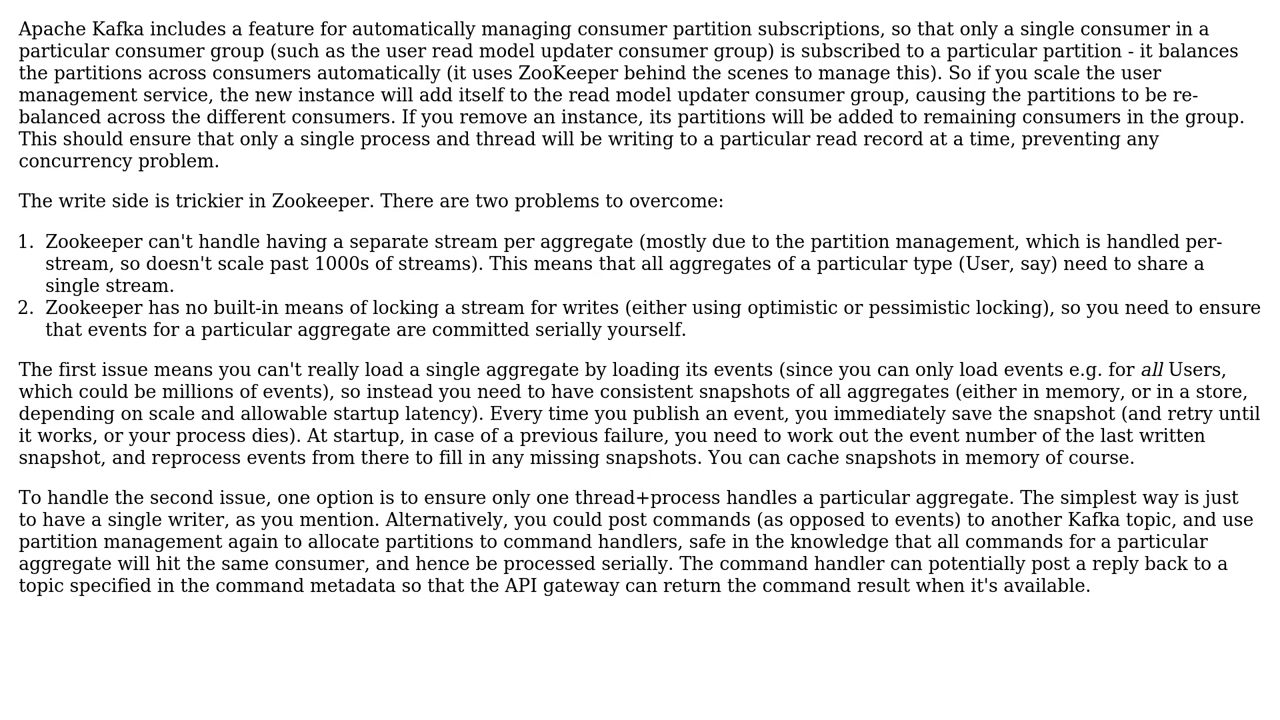 Apache Kafka includes a feature for automatically managing consumer partition subscriptions, so that only a single consumer in a
particular consumer group (such as the user read model updater consumer group) is subscribed to a particular partition - it balances
the partitions across consumers automatically (it uses ZooKeeper behind the scenes to manage this). So if you scale the user
management service, the new instance will add itself to the read model updater consumer group, causing the partitions to be re-
balanced across the different consumers. If you remove an instance, its partitions will be added to remaining consumers in the group.
This should ensure that only a single process and thread will be writing to a particular read record at a time, preventing any
concurrency problem.
The write side is trickier in Zookeeper. There are two problems to overcome:
1. Zookeeper can't handle having a separate stream per aggregate (mostly due to the partition management, which is handled per-
stream, so doesn't scale past 1000s of streams). This means that all aggregates of a particular type (User, say) need to share a
single stream.
2. Zookeeper has no built-in means of locking a stream for writes (either using optimistic or pessimistic locking), so you need to ensure
that events for a particular aggregate are committed serially yourself.
The first issue means you can't really load a single aggregate by loading its events (since you can only load events e.g. for all Users,
which could be millions of events), so instead you need to have consistent snapshots of all aggregates (either in memory, or in a store,
depending on scale and allowable startup latency). Every time you publish an event, you immediately save the snapshot (and retry until
it works, or your process dies). At startup, in case of a previous failure, you need to work out the event number of the last written
snapshot, and reprocess events from there to fill in any missing snapshots. You can cache snapshots in memory of course.
To handle the second issue, one option is to ensure only one thread+process handles a particular aggregate. The simplest way is just
to have a single writer, as you mention. Alternatively, you could post commands (as opposed to events) to another Kafka topic, and use
partition management again to allocate partitions to command handlers, safe in the knowledge that all commands for a particular
aggregate will hit the same consumer, and hence be processed serially. The command handler can potentially post a reply back to a
topic specified in the command metadata so that the API gateway can return the command result when it's available.